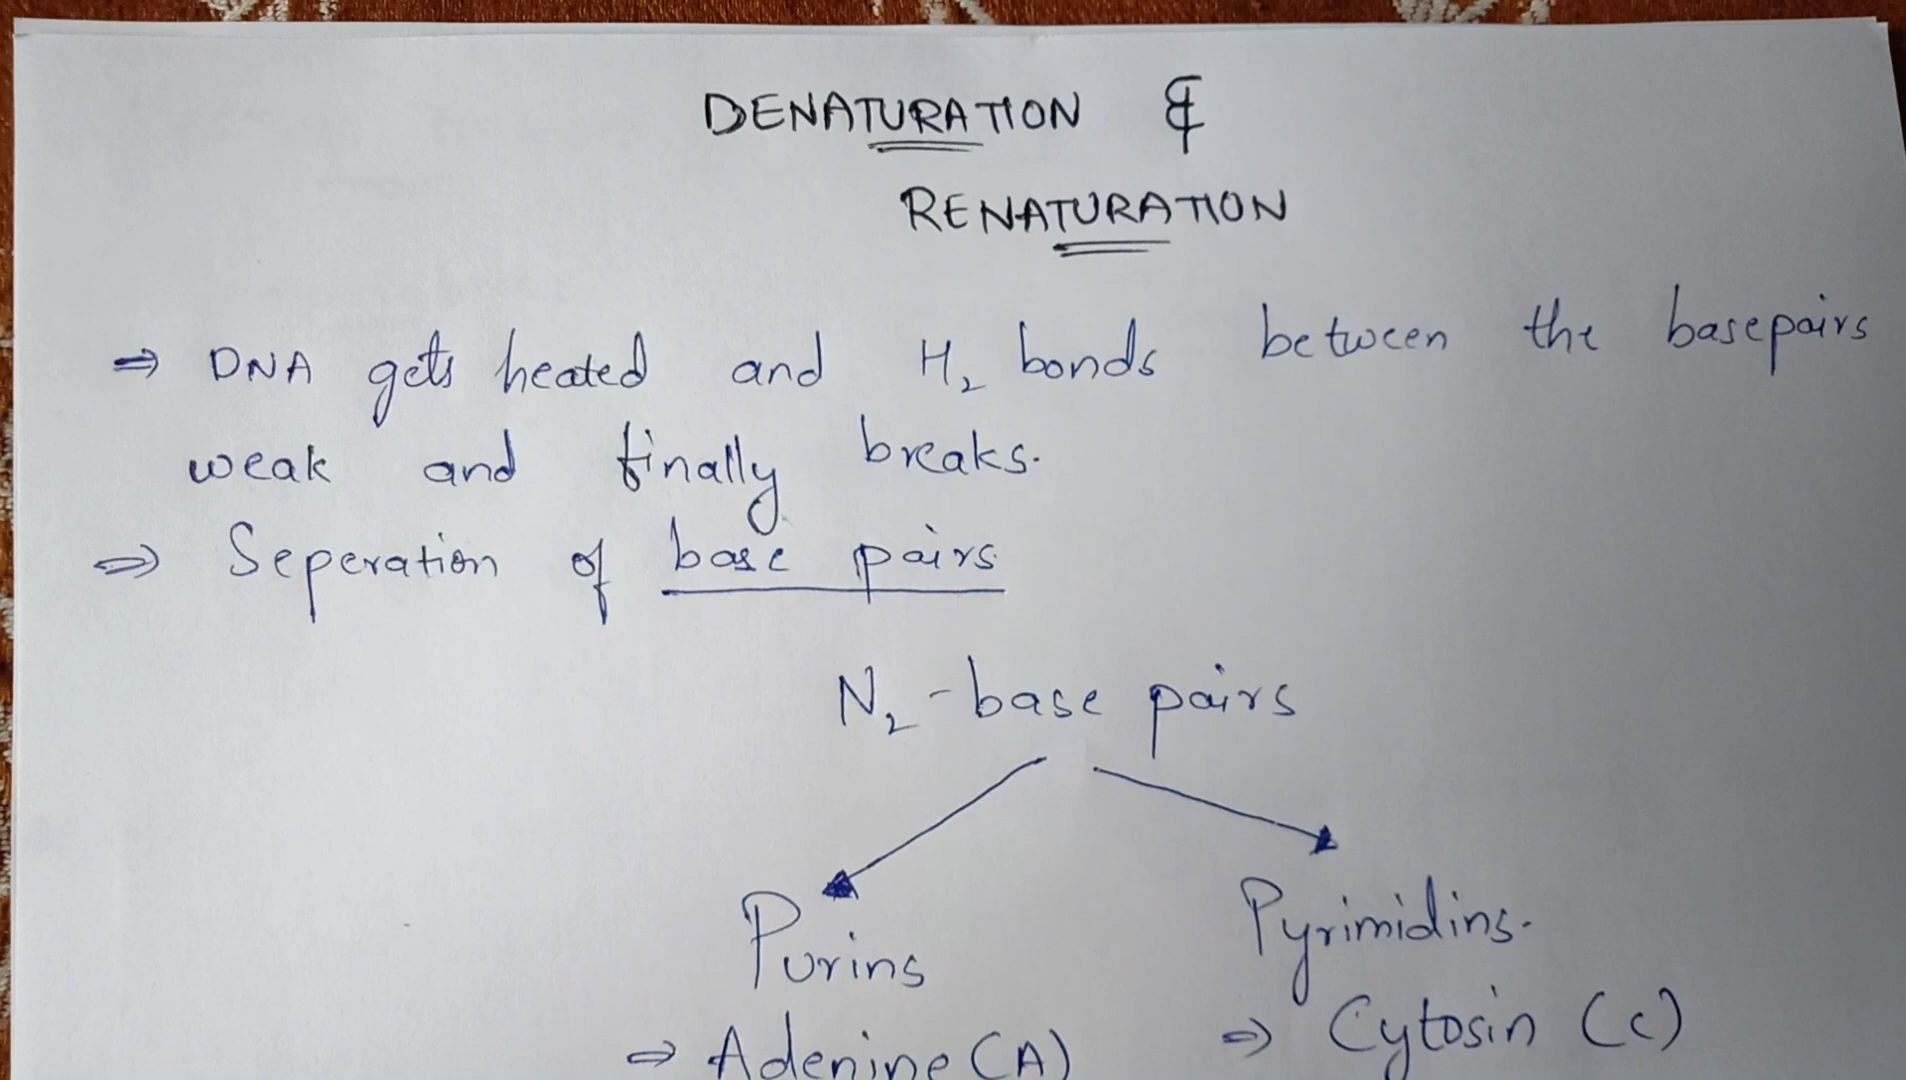 DENATURATION &
RENATURATION
⇒ DNA gets heated and H₂ bonds between the basepairs
weak and finally breaks.
⇒ Seperation of base pairs
N₂-base pairs
Purins
Pyrimidins.
⇒ Adenine (A)
⇒ Cytosin (C)